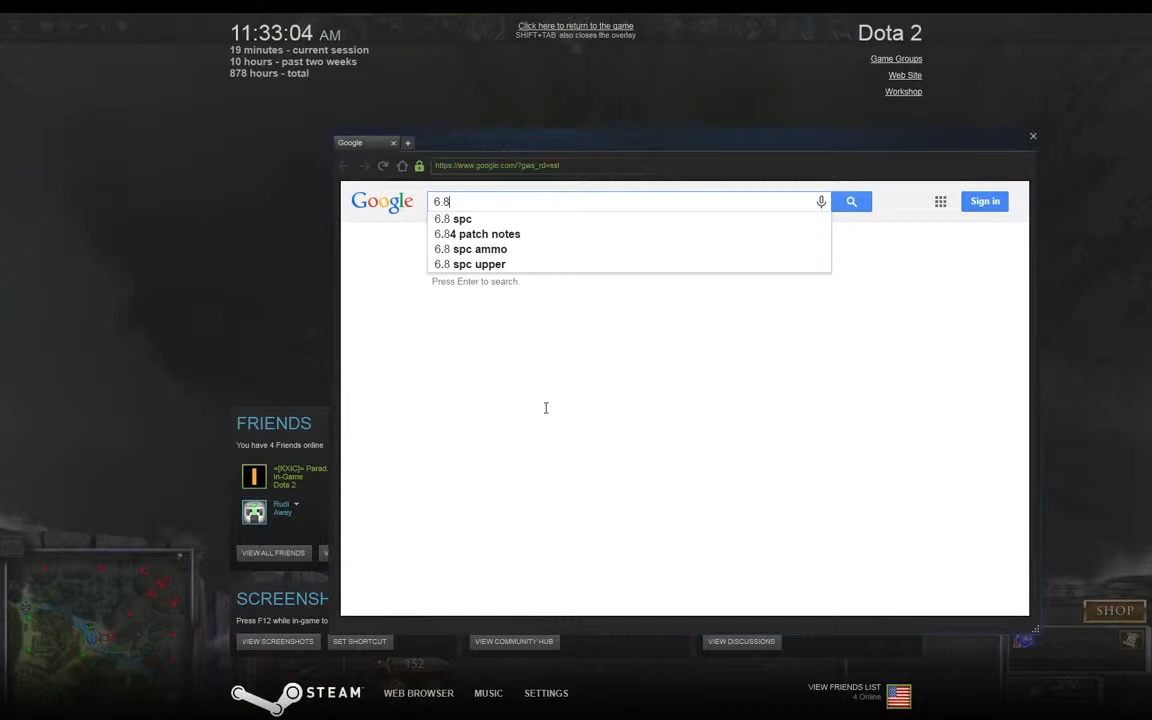 11:33:04 AM
19 minutes - current session
10 hours - past two weeks
878 hours - total
Click here to return to the game
SHIFT+TAB also closes the overlay
Dota 2
Game Groups
Web Site
Workshop
Google
https://www.google.com/?gws_rd=ssl
Google
6.8
Sign in
6.8 spc
6.84 patch notes
6.8 spc ammo
6.8 spc upper
Press Enter to search.
FRIENDS
You have 4 Friends online
=[KXIC]= Parad.
In-Game
Dota 2
Rudi
Away
VIEW ALL FRIENDS
V
SCREENSH
Press F12 while in-game to
VIEW SCREENSHOTS
SET SHORTCUT
VIEW COMMUNITY HUB
VIEW DISCUSSIONS
SHOP
152
STEAM
WEB BROWSER
MUSIC
SETTINGS
VIEW FRIENDS LIST
4 Online